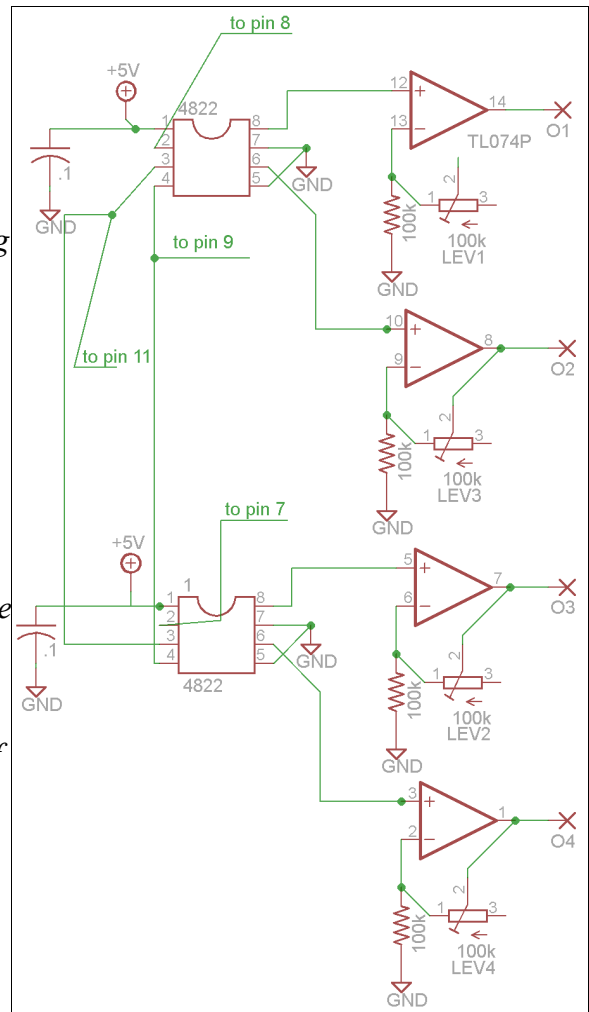 to pin 8
+5V
4822
1
2
3
4
8
7
6
5
.1
GND
GND
12
+
13
−
14
TL074P
O1
100k
1
2
3
100k
LEV1
GND
g
to pin 9
to pin 11
10
+
9
−
8
O2
100k
1
2
3
100k
LEV3
GND
to pin 7
+5V
1
1
2
3
4
8
7
6
5
4822
.1
GND
GND
e
5
+
6
−
7
O3
100k
1
2
3
100k
LEV2
GND
3
+
2
−
1
O4
100k
1
2
3
100k
LEV4
GND